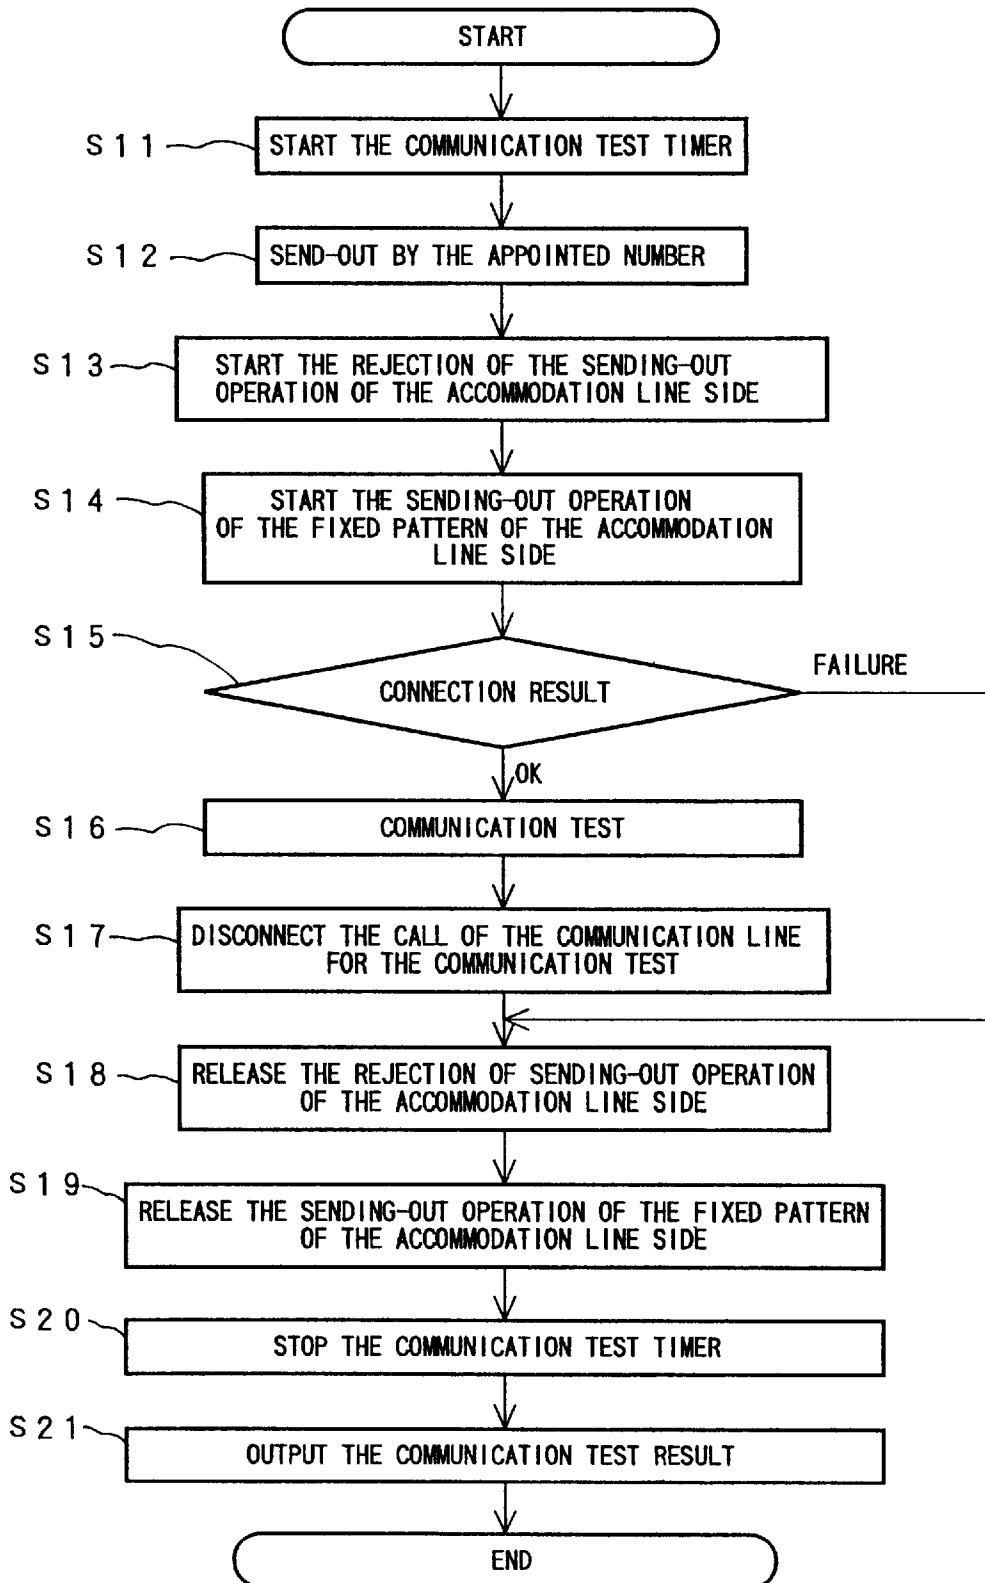 START
S11
START THE COMMUNICATION TEST TIMER
S12
SEND-OUT BY THE APPOINTED NUMBER
S13
START THE REJECTION OF THE SENDING-OUT
OPERATION OF THE ACCOMMODATION LINE SIDE
S14
START THE SENDING-OUT OPERATION
OF THE FIXED PATTERN OF THE ACCOMMODATION
LINE SIDE
S15
CONNECTION RESULT
FAILURE
OK
S16
COMMUNICATION TEST
S17
DISCONNECT THE CALL OF THE COMMUNICATION LINE
FOR THE COMMUNICATION TEST
S18
RELEASE THE REJECTION OF SENDING-OUT OPERATION
OF THE ACCOMMODATION LINE SIDE
S19
RELEASE THE SENDING-OUT OPERATION OF THE FIXED PATTERN
OF THE ACCOMMODATION LINE SIDE
S20
STOP THE COMMUNICATION TEST TIMER
S21
OUTPUT THE COMMUNICATION TEST RESULT
END